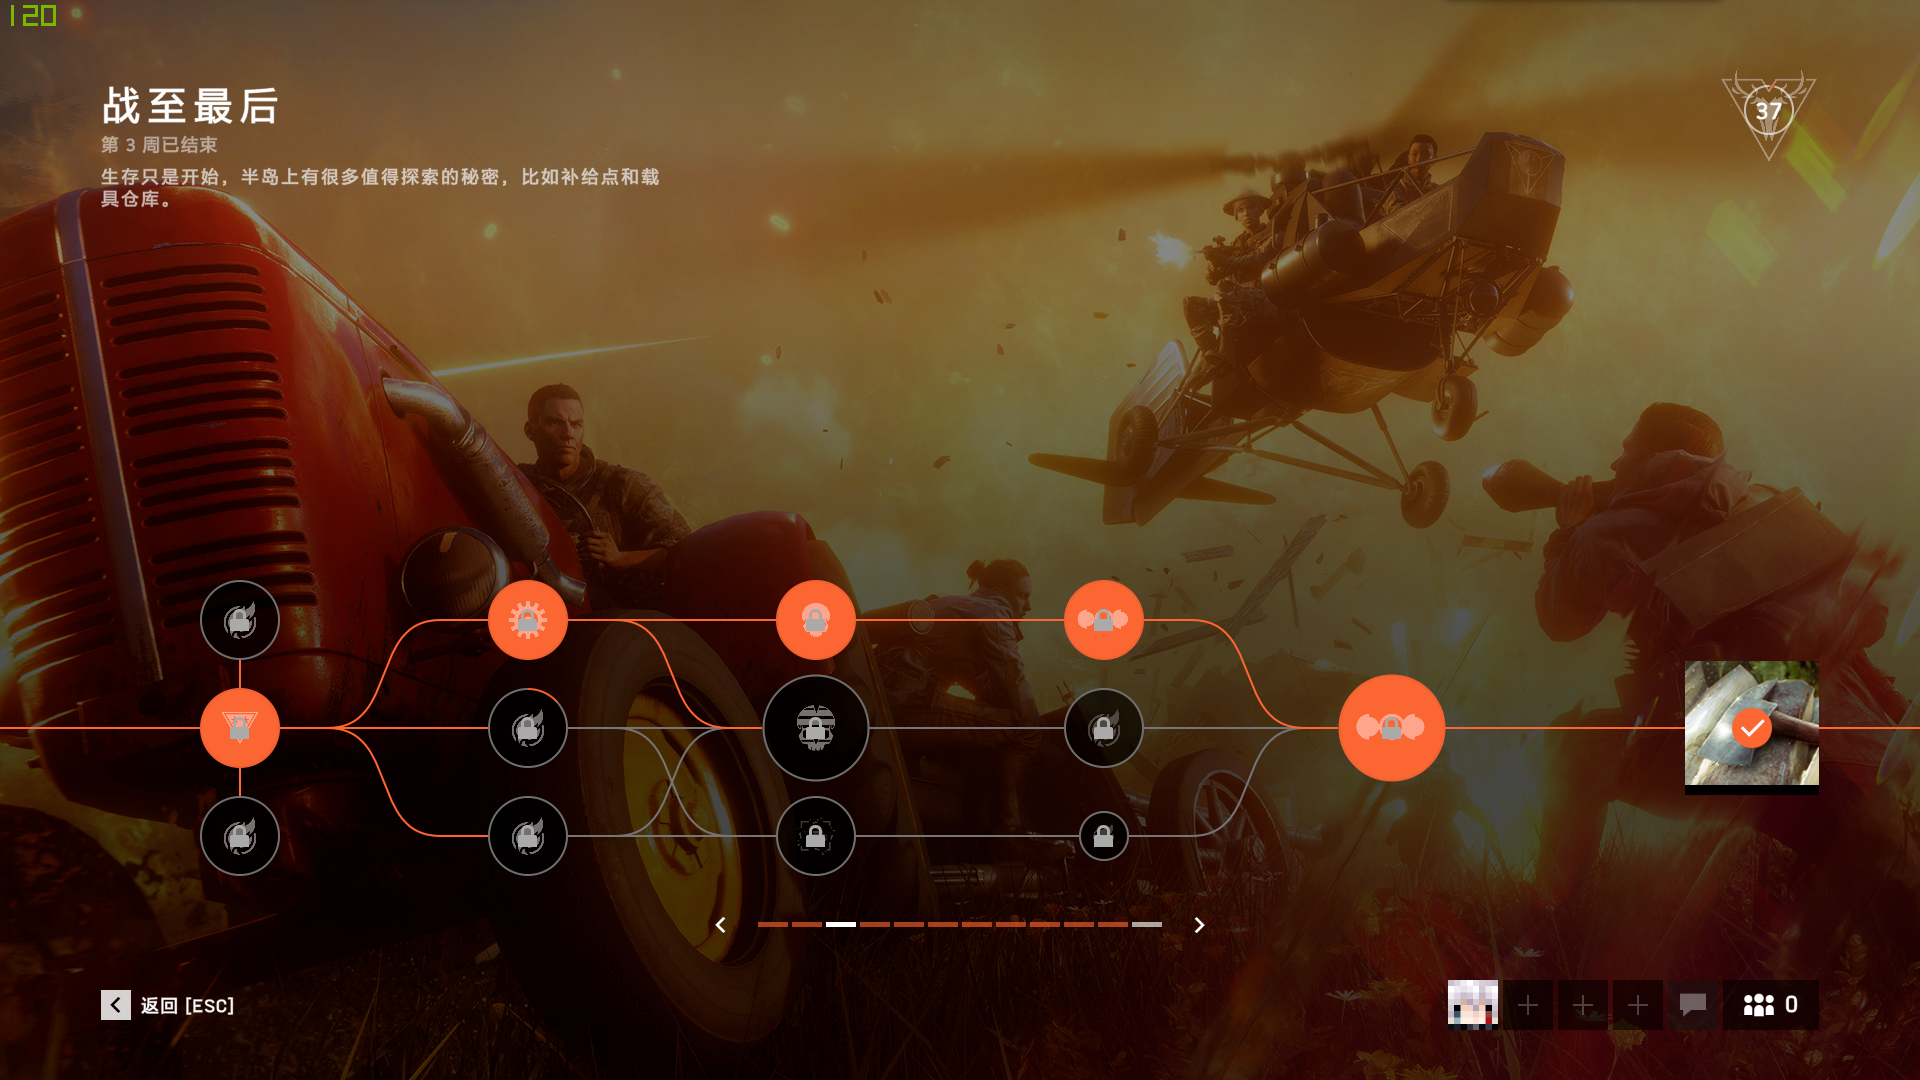 120
战至最后
第 3 周已结束
生存只是开始，半岛上有很多值得探索的秘密，比如补给点和载
具仓库。
37
返回 [ESC]
0